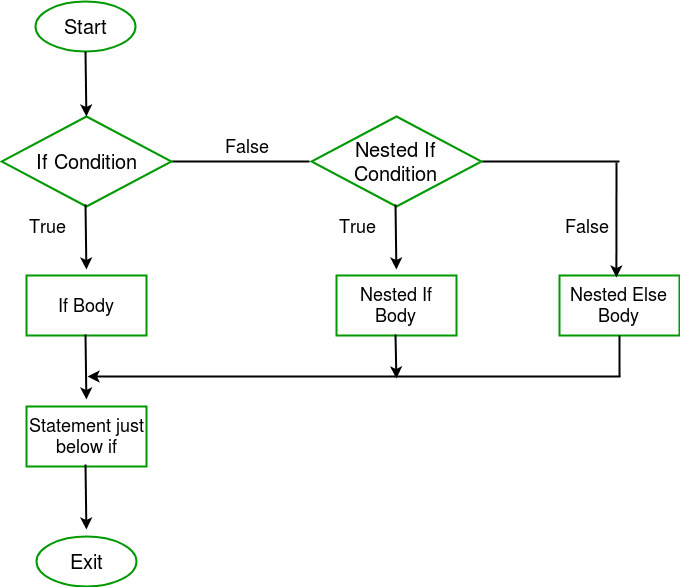 Start
If Condition
False
Nested If
Condition
True
True
False
If Body
Nested If
Body
Nested Else
Body
Statement just
below if
Exit